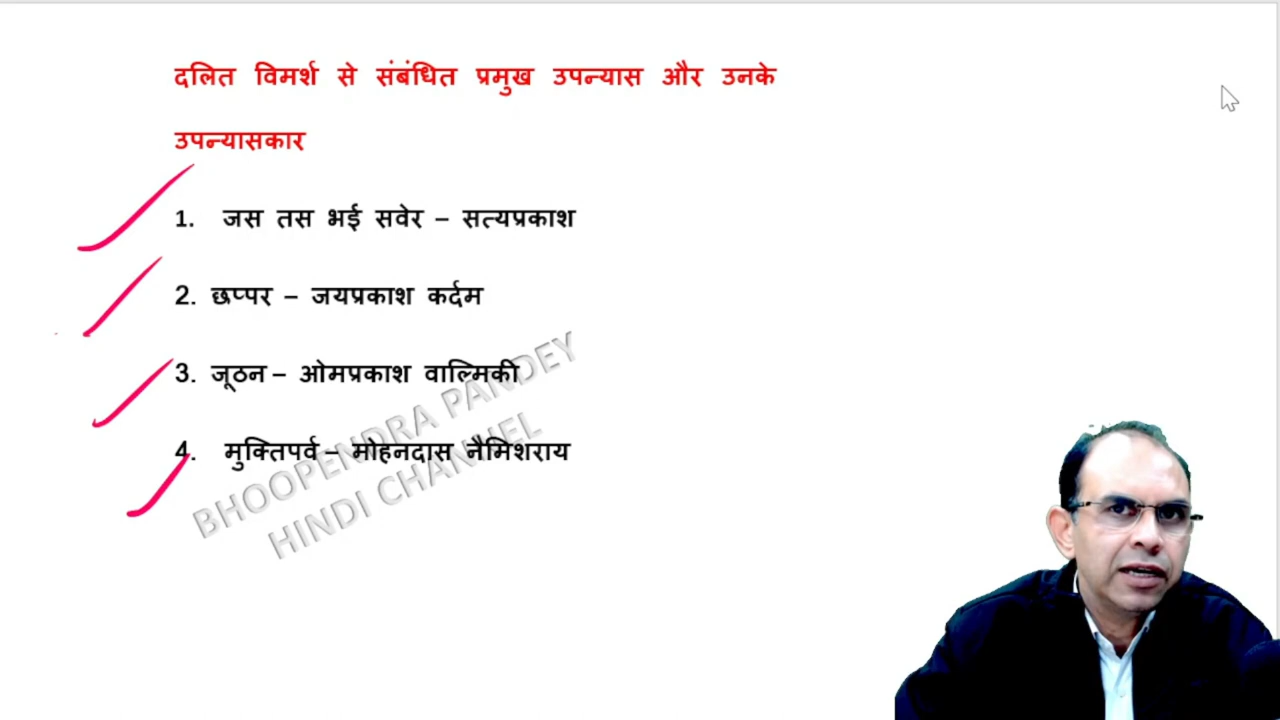 दलित विमर्श से संबंधित प्रमुख उपन्यास और उनके
उपन्यासकार
1. जस तस भई सवेर – सत्यप्रकाश
2. छप्पर – जयप्रकाश कर्दम
3. जूठन – ओमप्रकाश वाल्मिकी
4. मुक्तिपर्व – मोहनदास नैमिशराय
BHOOPENDRA PANDEY
HINDI CHANNEL